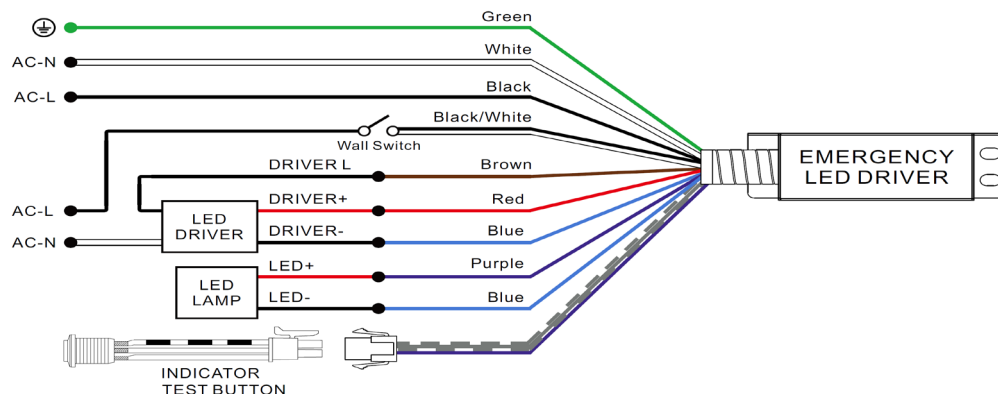 Green
White
AC-N
Black
AC-L
Black/White
Wall Switch
DRIVER L
Brown
EMERGENCY
LED DRIVER
DRIVER+
Red
AC-L
LED
DRIVER
DRIVER-
Blue
AC-N
LED+
Purple
LED
LAMP
LED-
Blue
INDICATOR
TEST BUTTON